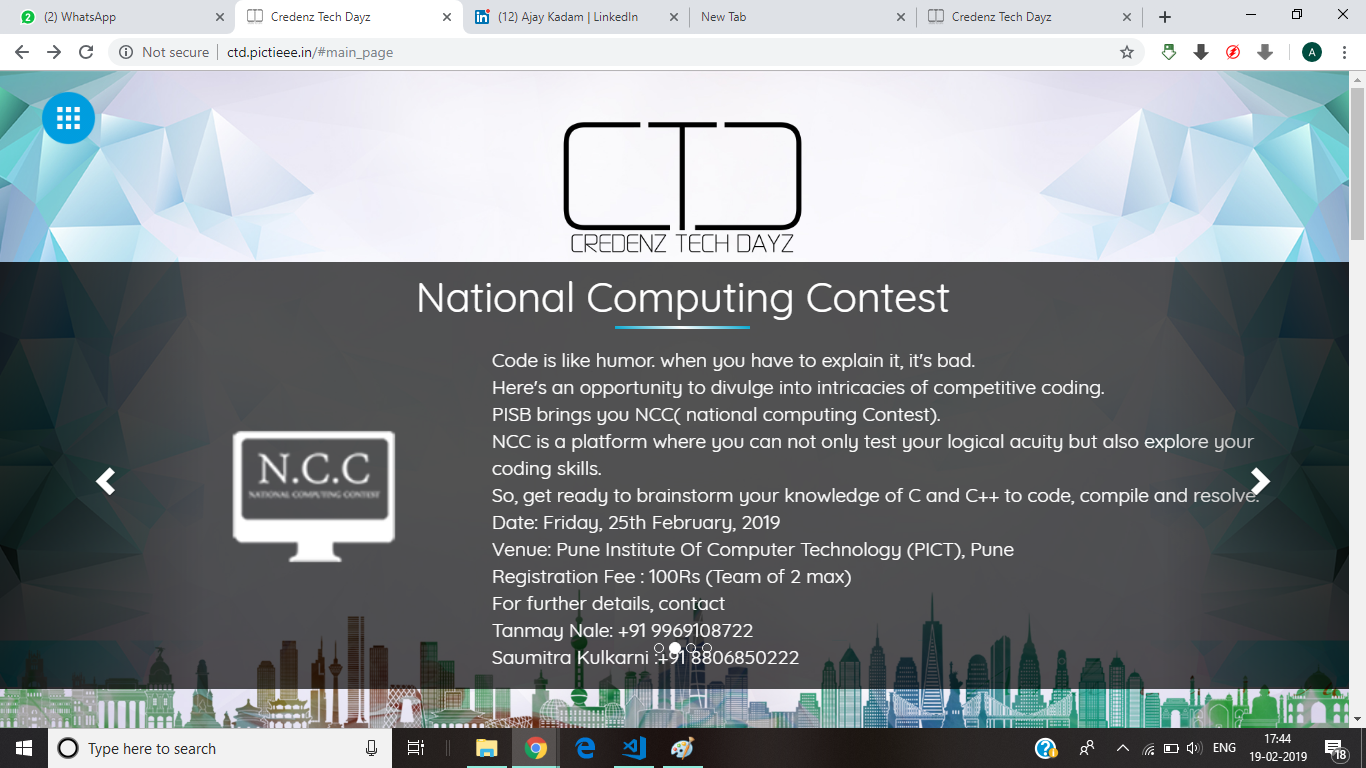 (2) WhatsApp
Credenz Tech Dayz
(12) Ajay Kadam | LinkedIn
New Tab
Credenz Tech Dayz
Not secure
ctd.pictieee.in/#main_page
A
CTD
CREDENZ TECH DAYZ
National Computing Contest
N.C.C
NATIONAL COMPUTING CONTEST
Code is like humor. when you have to explain it, it's bad.
Here's an opportunity to divulge into intricacies of competitive coding.
PISB brings you NCC( national computing Contest).
NCC is a platform where you can not only test your logical acuity but also explore your
coding skills.
So, get ready to brainstorm your knowledge of C and C++ to code, compile and resolve.
Date: Friday, 25th February, 2019
Venue: Pune Institute Of Computer Technology (PICT), Pune
Registration Fee : 100Rs (Team of 2 max)
For further details, contact
Tanmay Nale: +91 9969108722
Saumitra Kulkarni :+91 8806850222
Type here to search
ENG
17:44
19-02-2019
18